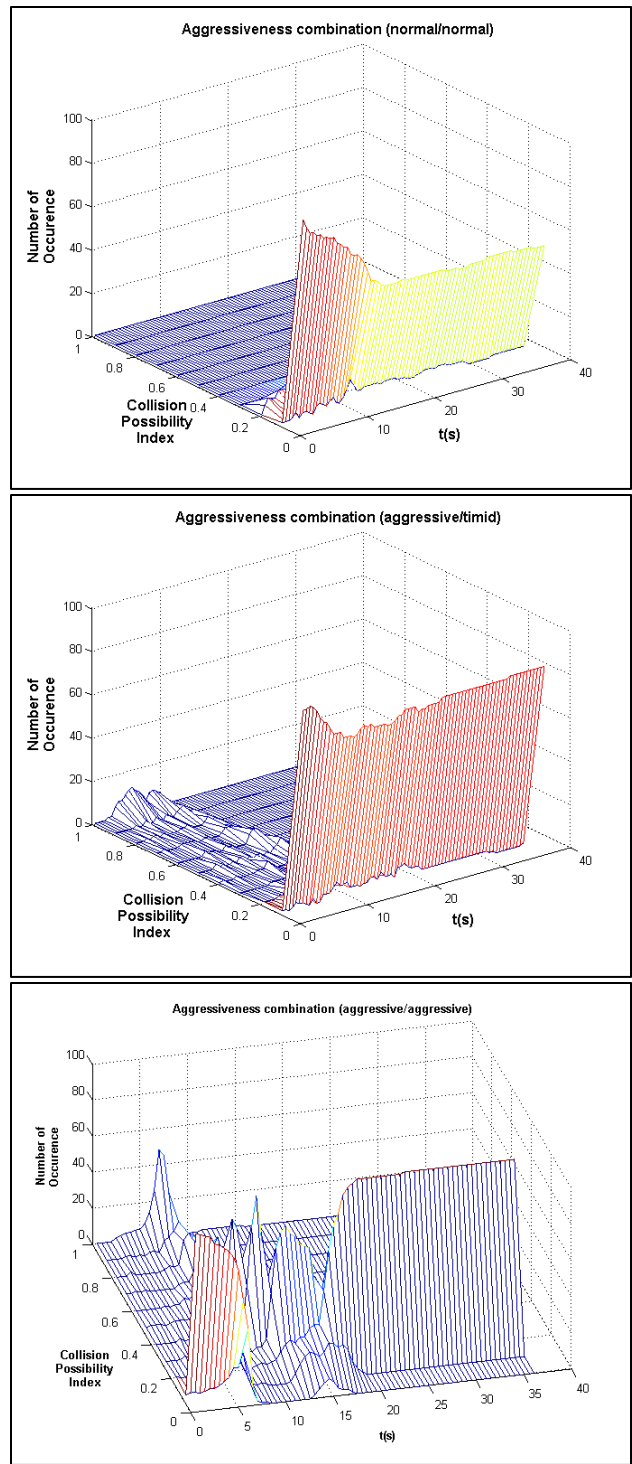 Aggressiveness combination (normal/normal)
100
80
60
40
20
0
Number of
Occurence
1
0.8
0.6
0.4
0.2
0
Collision
Possibility
Index
0
10
20
30
40
t(s)
Aggressiveness combination (aggressive/timid)
100
80
60
40
20
0
Number of
Occurence
1
0.8
0.6
0.4
0.2
0
Collision
Possibility
Index
0
10
20
30
40
t(s)
Aggressiveness combination (aggressive/aggressive)
100
80
60
40
20
0
Number of
Occurence
1
0.8
0.6
0.4
0.2
0
Collision
Possibility
Index
0
5
10
15
20
25
30
35
40
t(s)